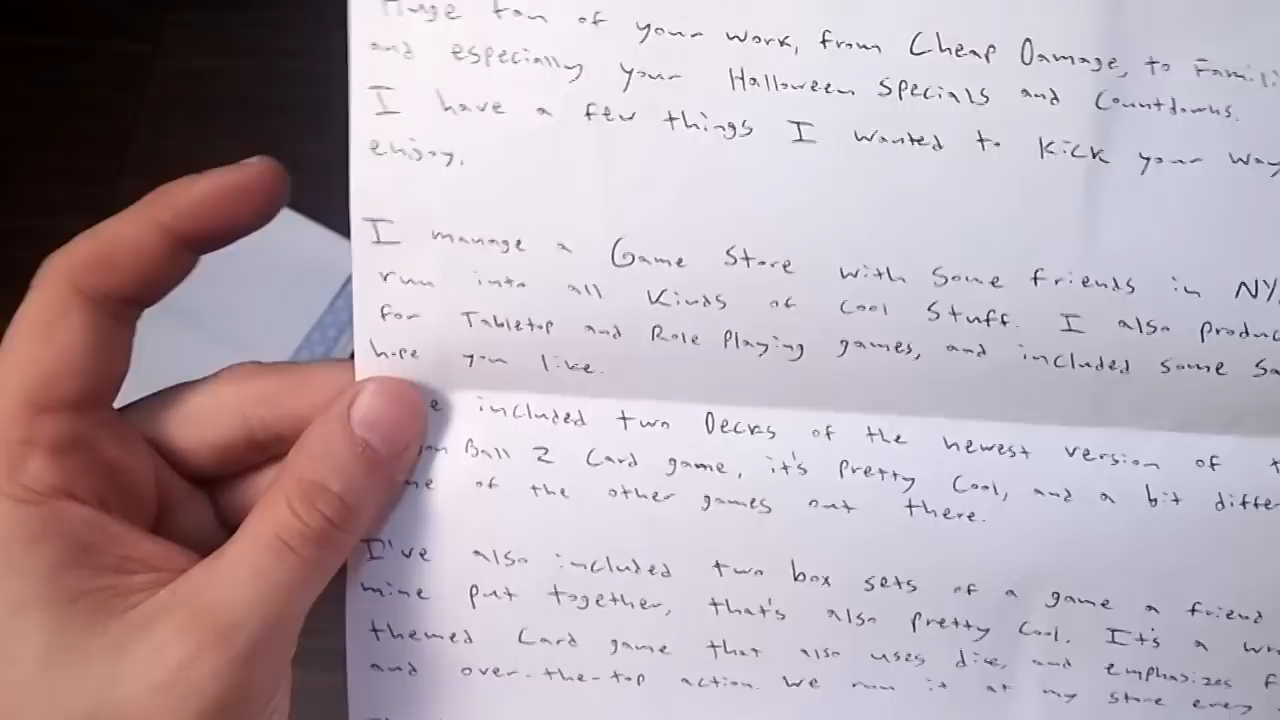 Huge fan of your work, from Cheap Damage, to Famili
and especially your Halloween specials and Countdowns.
I have a few things I wanted to kick your way
enjoy.
I manage a Game Store with some friends in NY
run into all kinds of cool stuff. I also produc
for Tabletop and Role Playing games, and included some sa
hope you like.
e included two Decks of the newest version of t
on Ball Z Card game, it's pretty cool, and a bit diffe
me of the other games out there.
I've also included two box sets of a game a friend
mine put together, that's also pretty cool. It's a wr
themed Card game that also uses dice, and emphasizes f
and over-the-top action. We run it at my store every